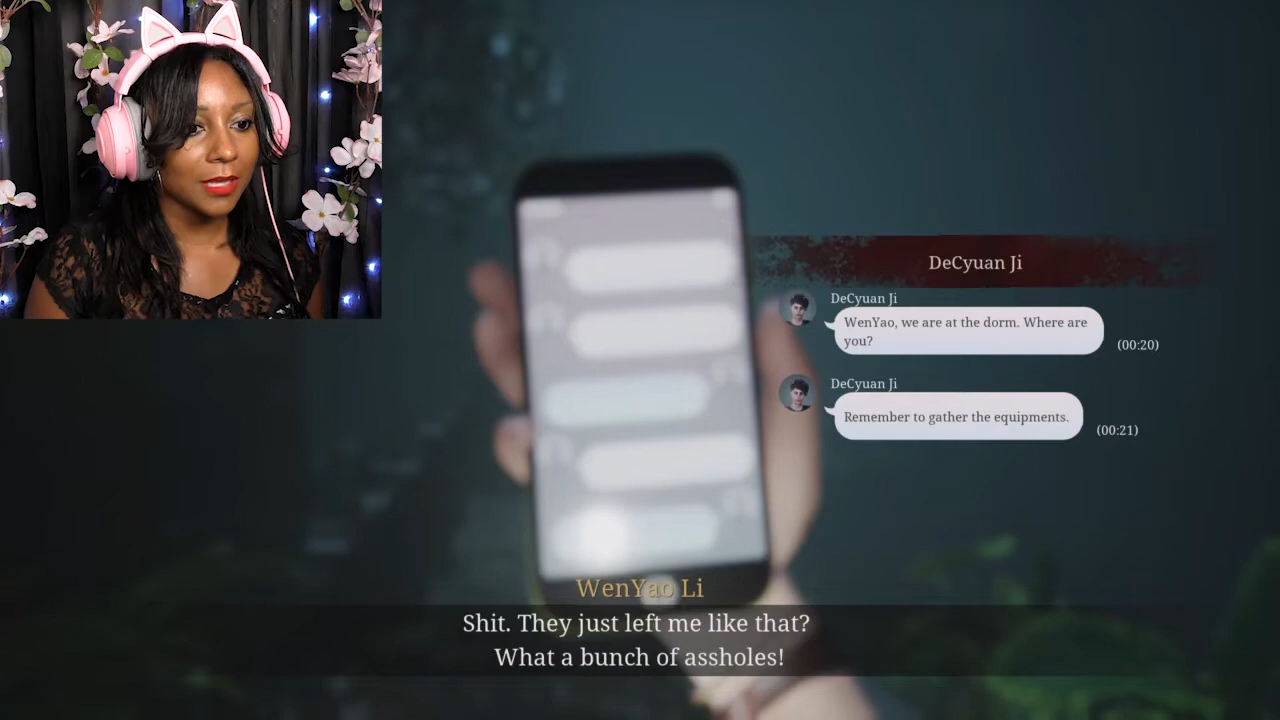 DeCyuan Ji
DeCyuan Ji
WenYao, we are at the dorm. Where are
you?
(00:20)
DeCyuan Ji
Remember to gather the equipments.
(00:21)
WenYao Li
Shit. They just left me like that?
What a bunch of assholes!